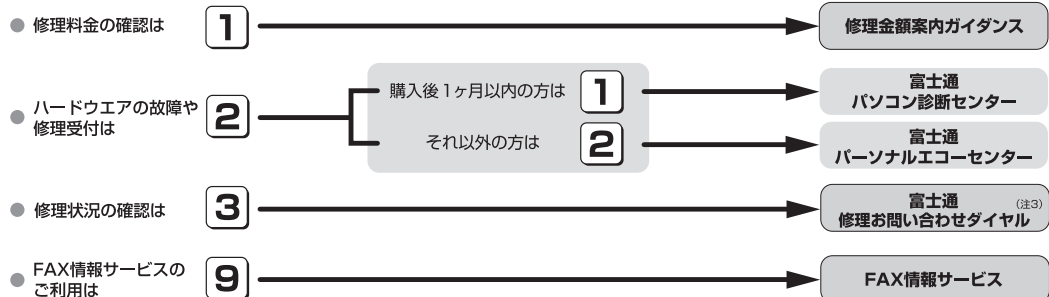 修理料金の確認は 1 修理金額案内ガイダンス
ハードウエアの故障や
修理受付は
2
購入後1ヶ月以内の方は 1
富士通
パソコン診断センター
それ以外の方は 2
富士通
パーソナルエコーセンター
修理状況の確認は 3
富士通 (注3)
修理お問い合わせダイヤル
FAX情報サービスの
ご利用は
9
FAX情報サービス